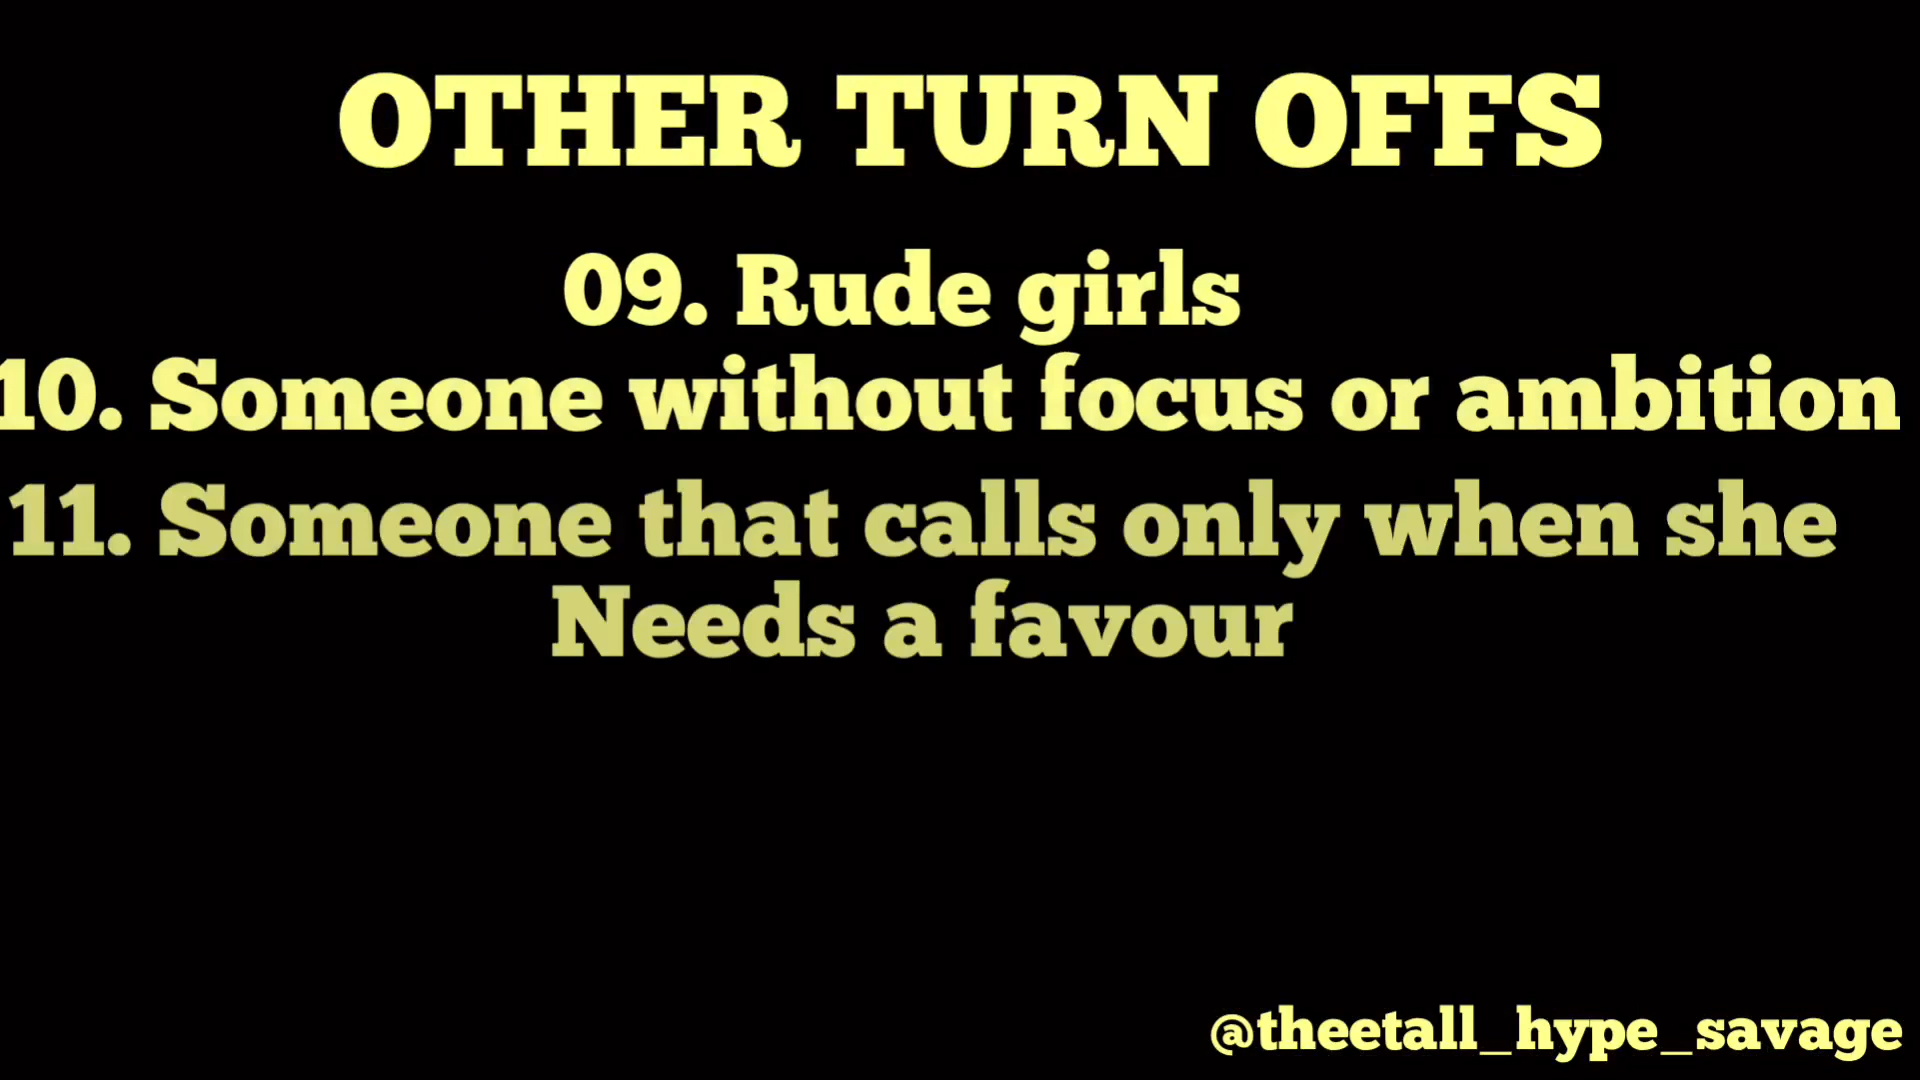 OTHER TURN OFFS
09. Rude girls
10. Someone without focus or ambition
11. Someone that calls only when she
Needs a favour
@theetall_hype_savage